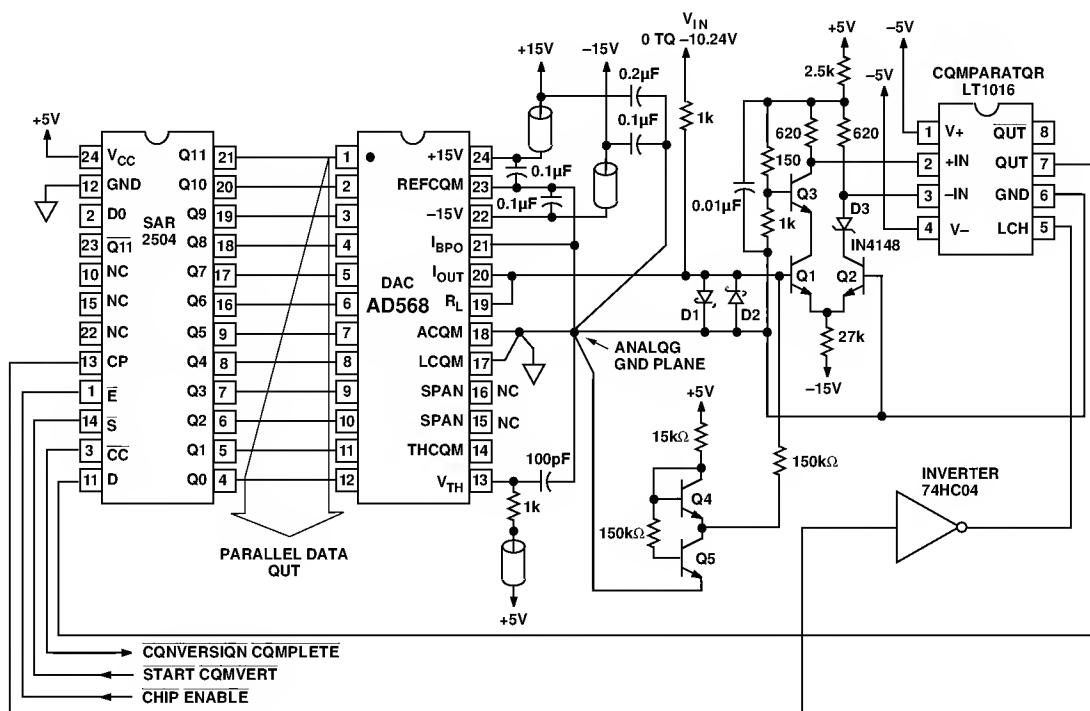 V_IN
0 TQ –10.24V
+15V
–15V
0.2µF
0.1µF
1k
+5V
2.5k
–5V
–5V
CQMPARATQR
LT1016
1 V+ QUT 8
2 +IN QUT 7
3 –IN GND 6
4 V– LCH 5
620
620
150
1k
0.01µF
Q3
D3
IN4148
Q1
Q2
27k
–15V
D1
D2
+5V
SAR
2504
24 VCC Q11 21
12 GND Q10 20
2 D0 Q9 19
23 Q11 Q8 18
10 NC Q7 17
15 NC Q6 16
22 NC Q5 9
13 CP Q4 8
1 E Q3 7
14 S Q2 6
3 CC Q1 5
11 D Q0 4
DAC
AD568
1 +15V 24
2 REFCQM 23
3 –15V 22
4 IBPO 21
5 IOUT 20
6 RL 19
7 ACQM 18
8 LCQM 17
9 SPAN 16 NC
10 SPAN 15 NC
11 THCQM 14
12 VTH 13
0.1µF
0.1µF
ANALQG
GND PLANE
100pF
1k
+5V
+5V
15kΩ
Q4
150kΩ
Q5
150kΩ
INVERTER
74HC04
PARALLEL DATA
QUT
CQNVERSIQN CQMPLETE
START CQMVERT
CHIP ENABLE